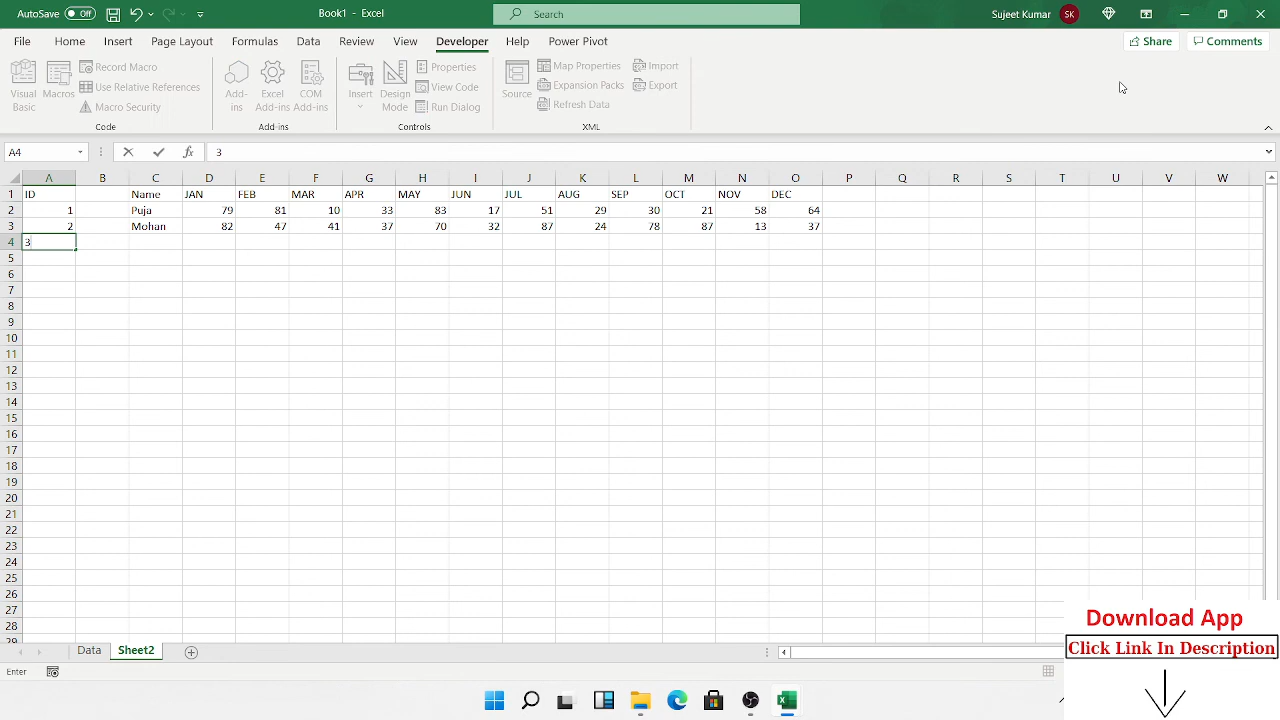 AutoSave Off Book1 - Excel Search Sujeet Kumar SK
File Home Insert Page Layout Formulas Data Review View Developer Help Power Pivot Share Comments
Visual Basic
Macros
Record Macro
Use Relative References
Macro Security
Code
Add-ins
Excel Add-ins
COM Add-ins
Add-ins
Insert
Design Mode
Properties
View Code
Run Dialog
Controls
Source
Map Properties
Expansion Packs
Refresh Data
Import
Export
XML
A4 fx 3
A B C D E F G H I J K L M N O P Q R S T U V W
1 ID Name JAN FEB MAR APR MAY JUN JUL AUG SEP OCT NOV DEC
2 1 Puja 79 81 10 33 83 17 51 29 30 21 58 64
3 2 Mohan 82 47 41 37 70 32 87 24 78 87 13 37
4 3
5
6
7
8
9
10
11
12
13
14
15
16
17
18
19
20
21
22
23
24
25
26
27
28
29
Data Sheet2
Enter
Download App
Click Link In Description